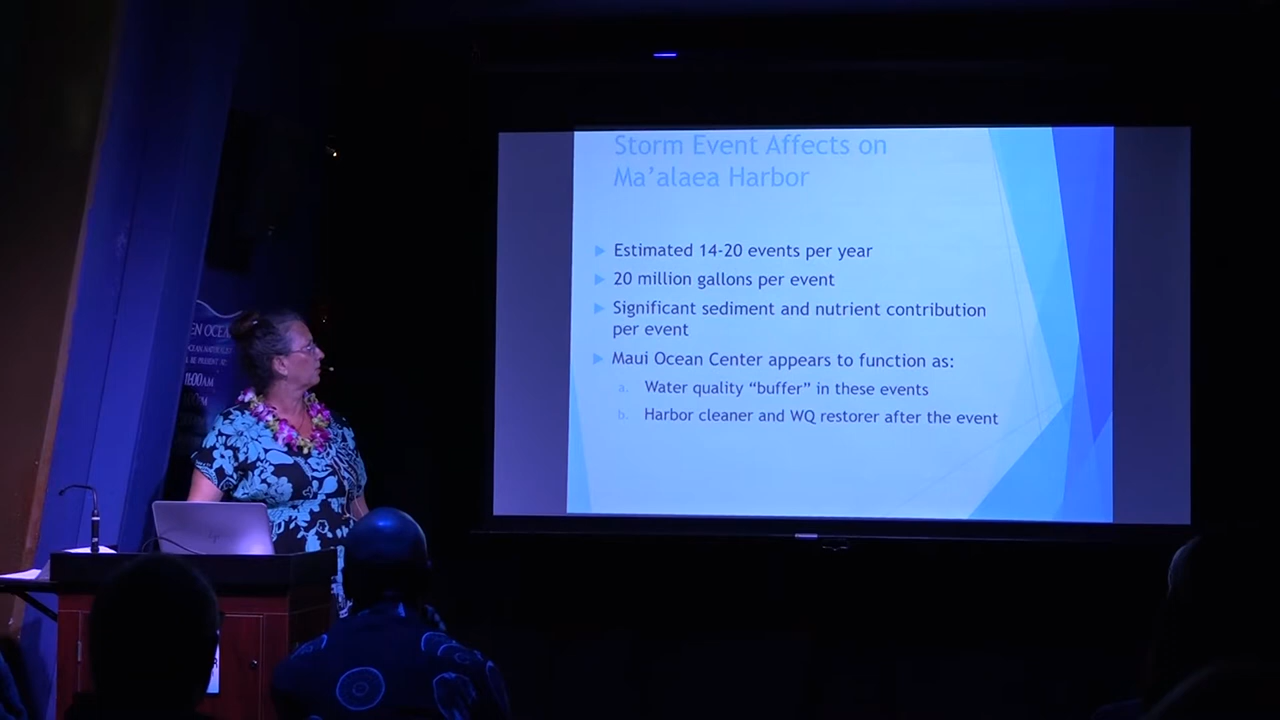 Storm Event Affects on
Ma’alaea Harbor
Estimated 14-20 events per year
20 million gallons per event
Significant sediment and nutrient contribution
per event
Maui Ocean Center appears to function as:
a. Water quality “buffer” in these events
b. Harbor cleaner and WQ restorer after the event
11:00AM